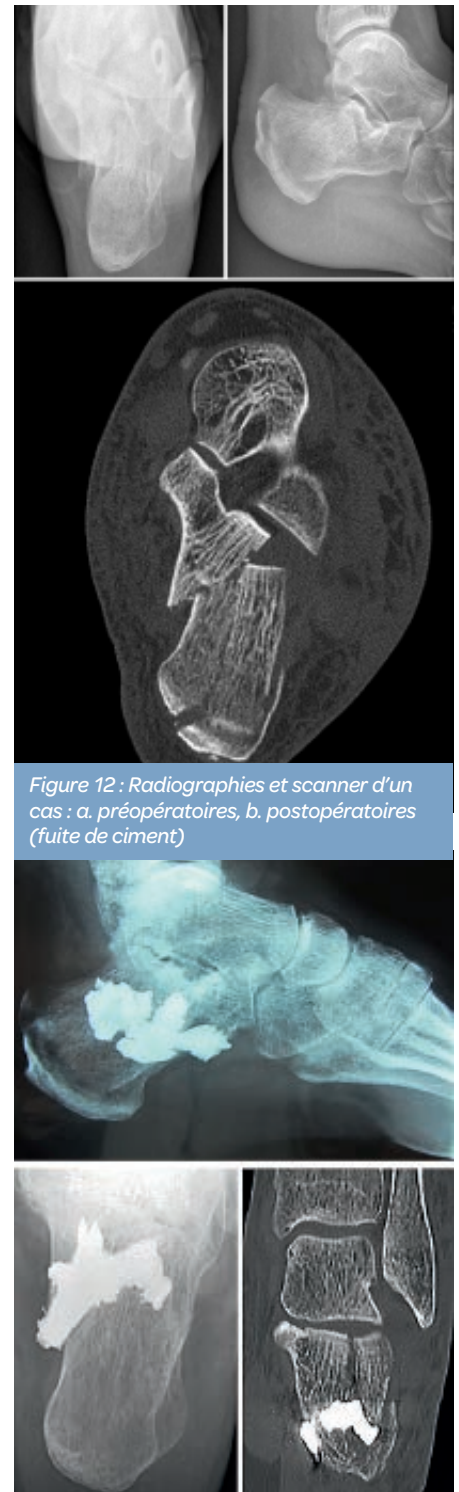 Figure 12 : Radiographies et scanner d'un
cas : a. préopératoires, b. postopératoires
(fuite de ciment)